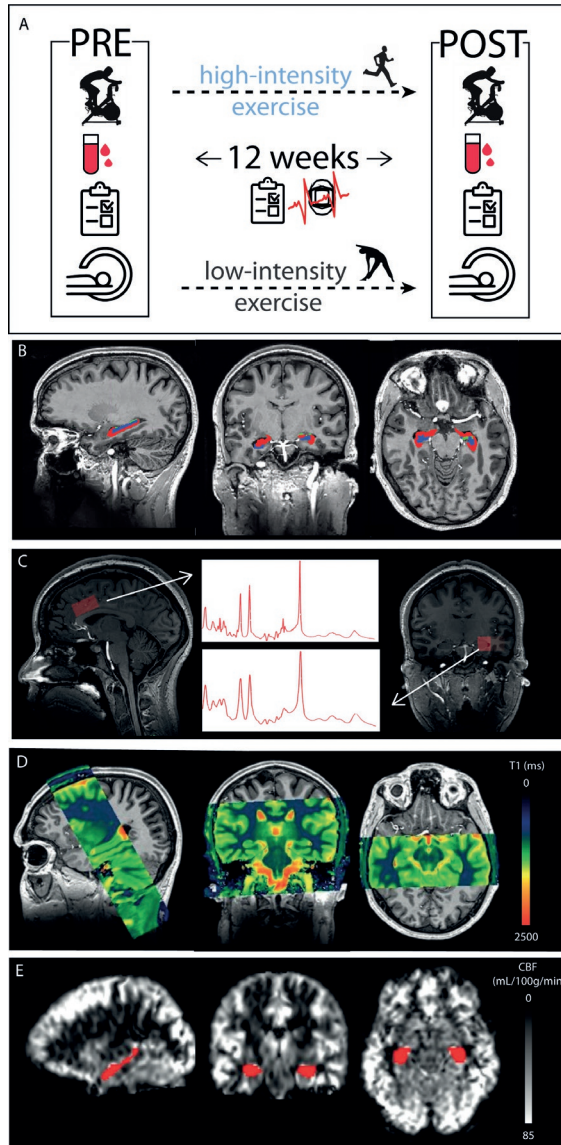 A
PRE
POST
high-intensity
exercise
12 weeks
low-intensity
exercise
B
C
D
T1 (ms)
0
2500
E
CBF
(mL/100g/min)
0
85